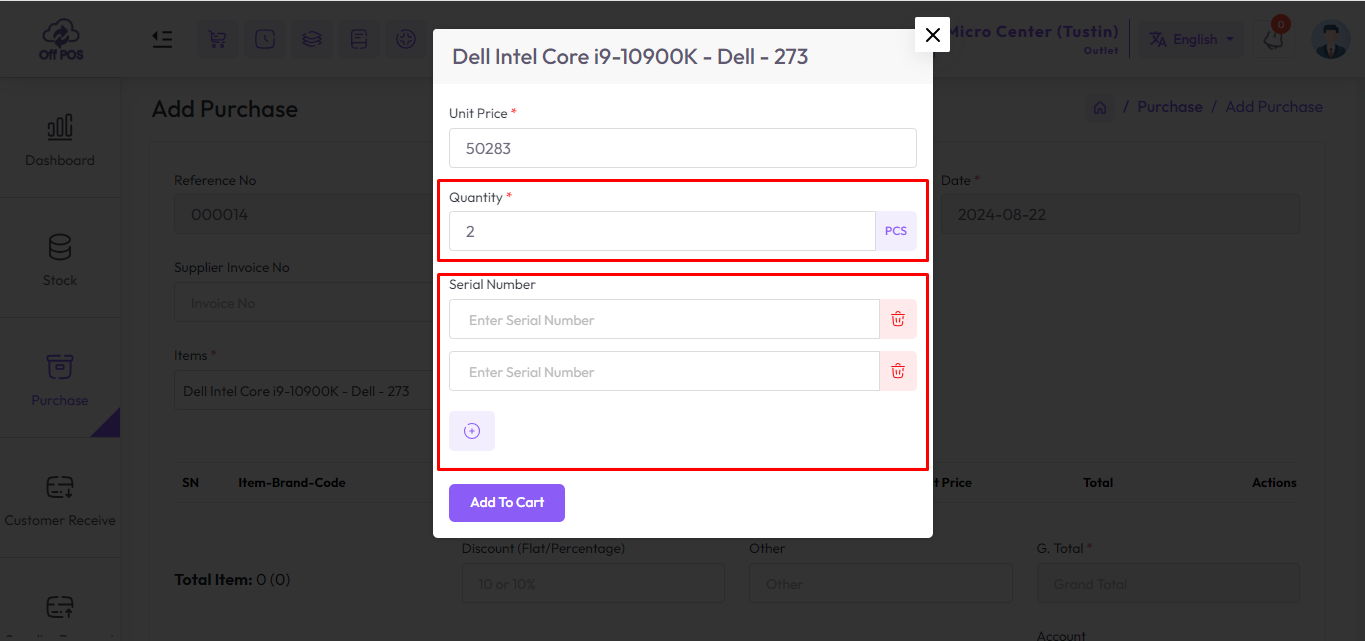 Off POS
Micro Center (Tustin)
Outlet
English
0
Dell Intel Core i9-10900K - Dell - 273
Unit Price *
50283
Quantity *
2
PCS
Serial Number
Enter Serial Number
Enter Serial Number
Add To Cart
Dashboard
Stock
Purchase
Customer Receive
Add Purchase
/ Purchase / Add Purchase
Reference No
000014
Date *
2024-08-22
Supplier Invoice No
Invoice No
Items *
Dell Intel Core i9-10900K - Dell - 273
SN Item-Brand-Code t Price Total Actions
Total Item: 0 (0)
Discount (Flat/Percentage)
10 or 10%
Other
Other
G. Total *
Grand Total
Account